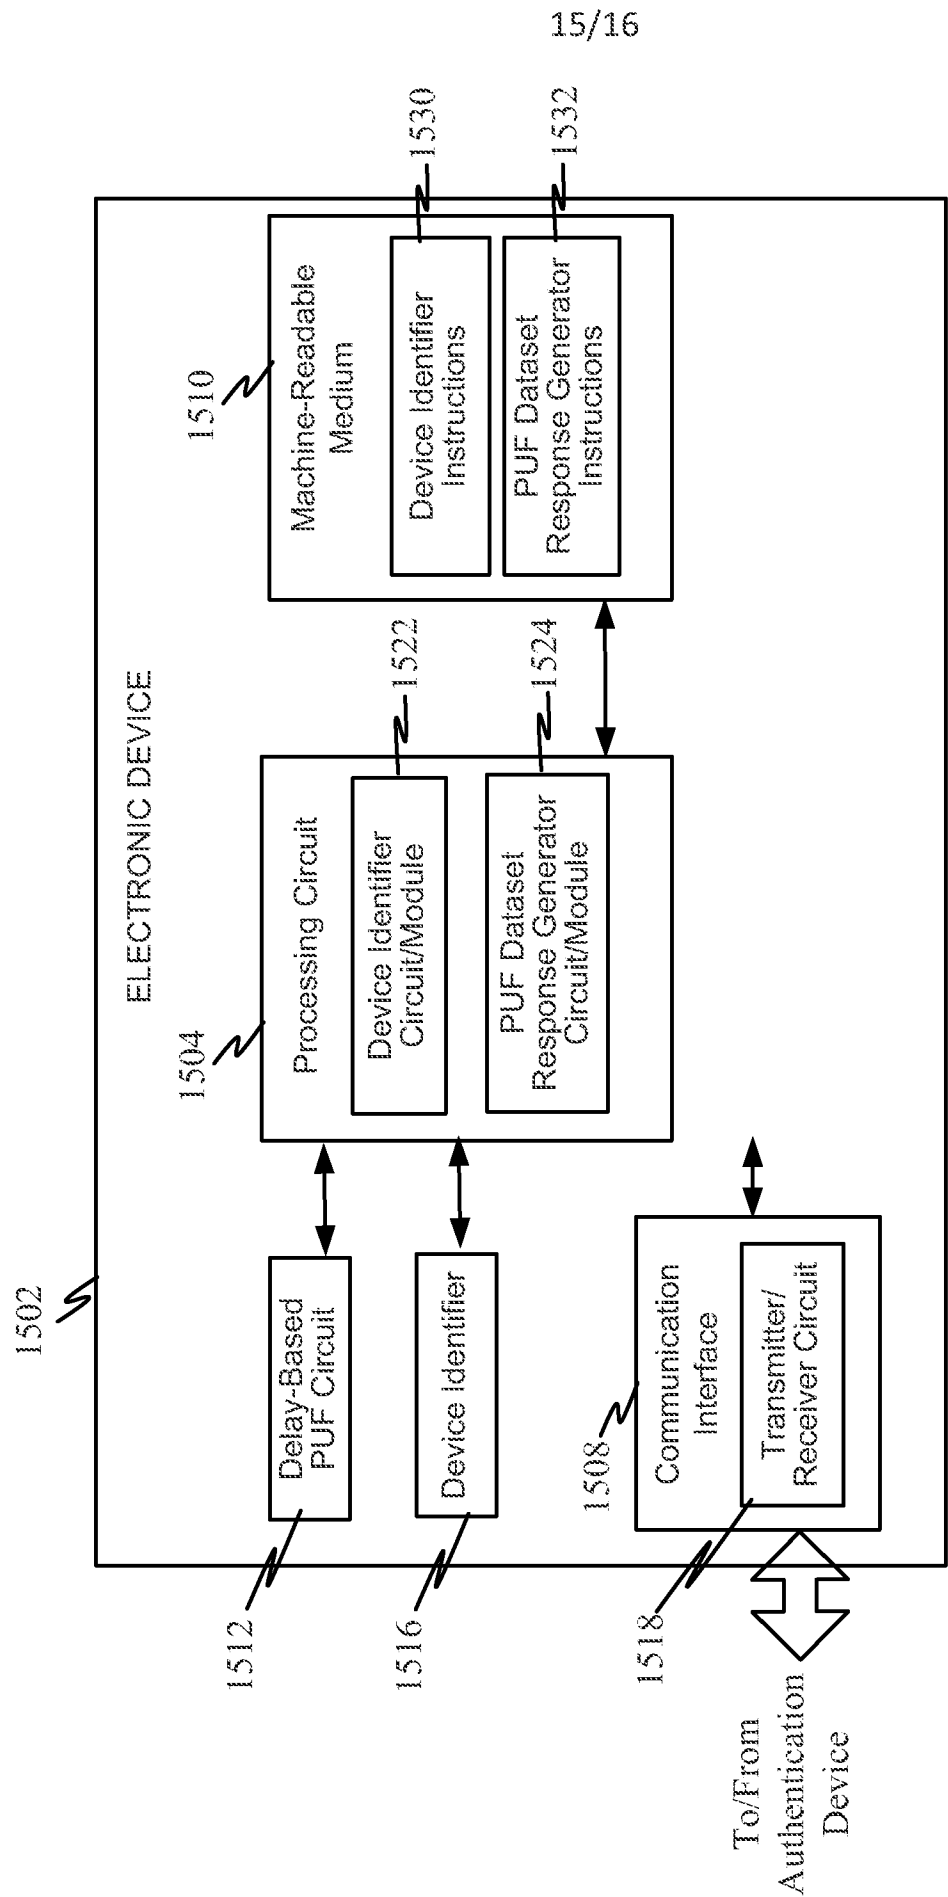 15/16
ELECTRONIC DEVICE
1502
1512
Delay-Based
PUF Circuit
1516
Device Identifier
1508
Communication
Interface
1518
Transmitter/
Receiver Circuit
To/From
Authentication
Device
1504
Processing Circuit
1522
Device Identifier
Circuit/Module
1524
PUF Dataset
Response Generator
Circuit/Module
1510
Machine-Readable
Medium
1530
Device Identifier
Instructions
1532
PUF Dataset
Response Generator
Instructions